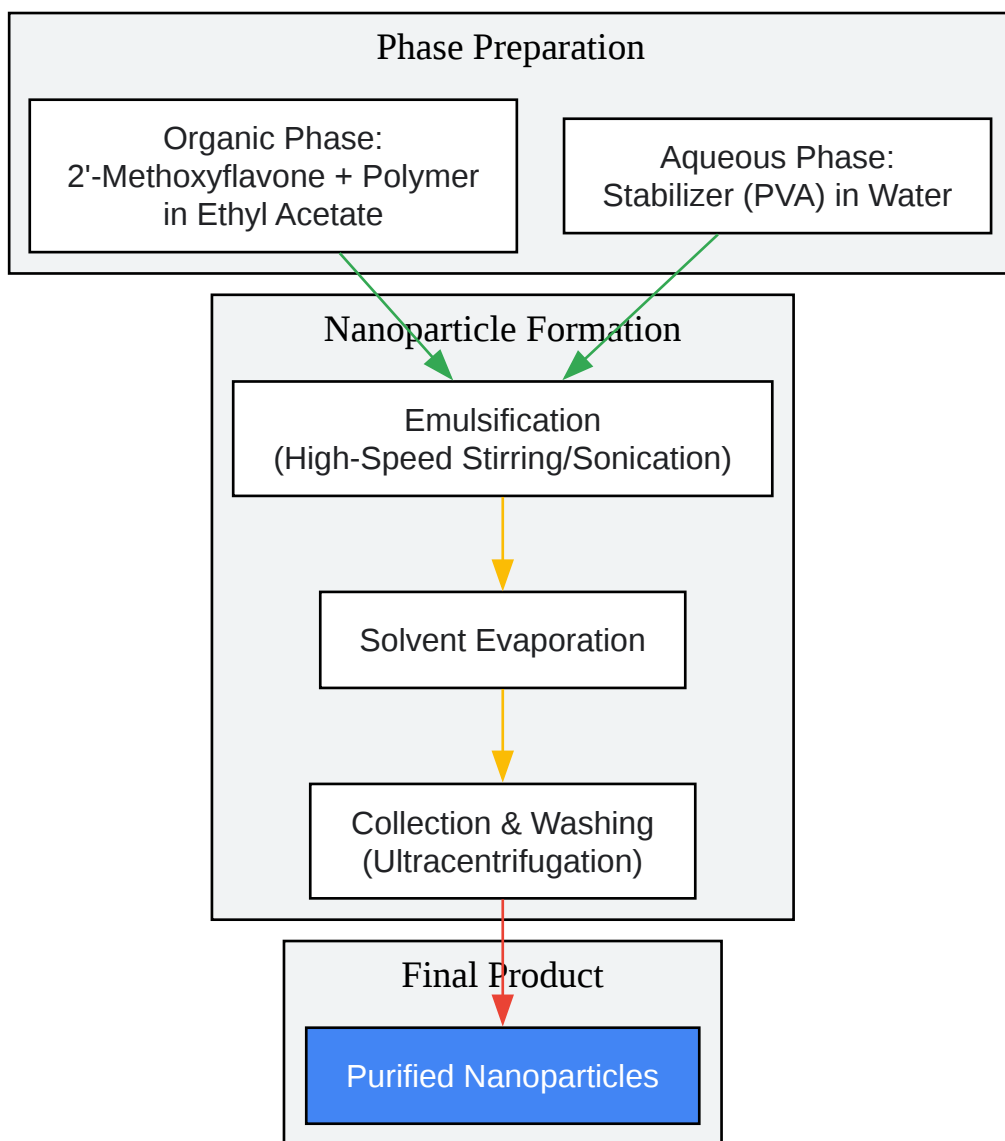 Phase Preparation
Organic Phase:
2'-Methoxyflavone + Polymer
in Ethyl Acetate
Aqueous Phase:
Stabilizer (PVA) in Water
Nanoparticle Formation
Emulsification
(High-Speed Stirring/Sonication)
Solvent Evaporation
Collection & Washing
(Ultracentrifugation)
Final Product
Purified Nanoparticles